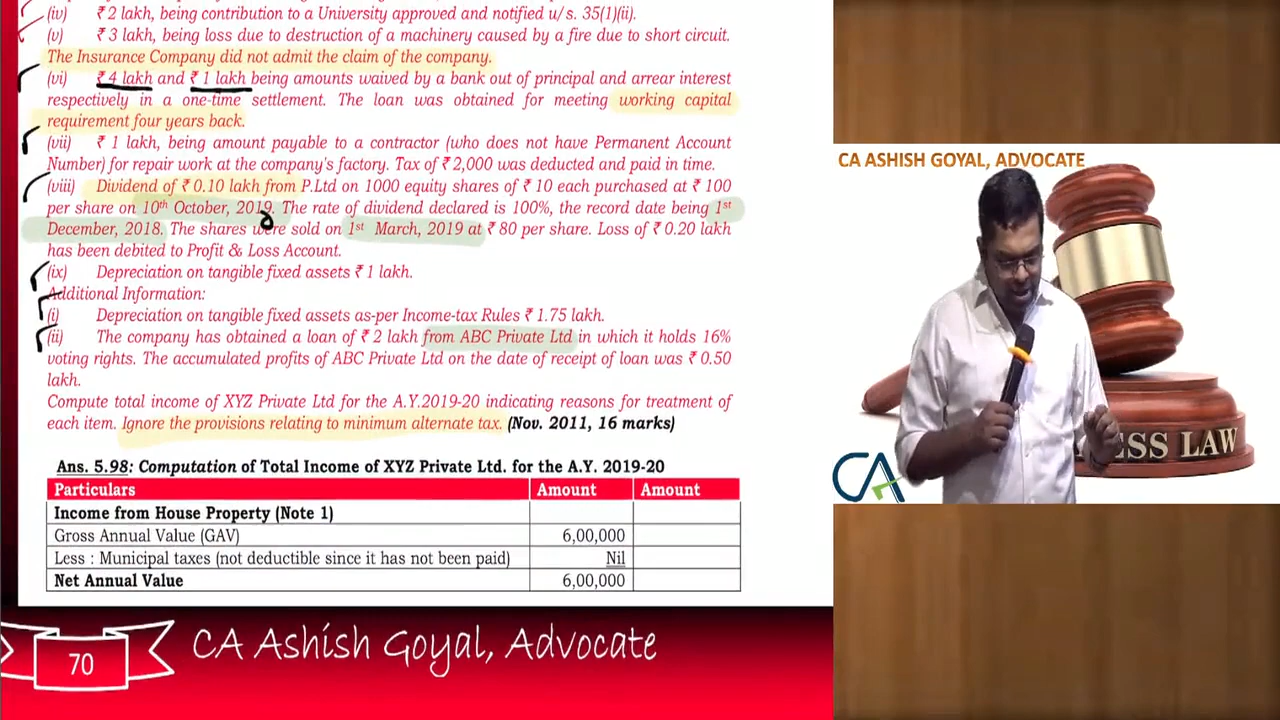 (iv) ₹ 2 lakh, being contribution to a University approved and notified u/s. 35(1)(ii).
(v) ₹ 3 lakh, being loss due to destruction of a machinery caused by a fire due to short circuit.
The Insurance Company did not admit the claim of the company.
(vi) ₹ 4 lakh and ₹ 1 lakh being amounts waived by a bank out of principal and arrear interest
respectively in a one-time settlement. The loan was obtained for meeting working capital
requirement four years back.
(vii) ₹ 1 lakh, being amount payable to a contractor (who does not have Permanent Account
Number) for repair work at the company's factory. Tax of ₹ 2,000 was deducted and paid in time.
(viii) Dividend of ₹ 0.10 lakh from P.Ltd on 1000 equity shares of ₹ 10 each purchased at ₹ 100
per share on 10th October, 2019. The rate of dividend declared is 100%, the record date being 1st
December, 2018. The shares were sold on 1st March, 2019 at ₹ 80 per share. Loss of ₹ 0.20 lakh
has been debited to Profit & Loss Account.
(ix) Depreciation on tangible fixed assets ₹ 1 lakh.
Additional Information:
(i) Depreciation on tangible fixed assets as-per Income-tax Rules ₹ 1.75 lakh.
(ii) The company has obtained a loan of ₹ 2 lakh from ABC Private Ltd in which it holds 16%
voting rights. The accumulated profits of ABC Private Ltd on the date of receipt of loan was ₹ 0.50
lakh.
Compute total income of XYZ Private Ltd for the A.Y.2019-20 indicating reasons for treatment of
each item. Ignore the provisions relating to minimum alternate tax. (Nov. 2011, 16 marks)
Ans. 5.98: Computation of Total Income of XYZ Private Ltd. for the A.Y. 2019-20
Particulars Amount Amount
Income from House Property (Note 1)
Gross Annual Value (GAV) 6,00,000
Less : Municipal taxes (not deductible since it has not been paid) Nil
Net Annual Value 6,00,000
70 CA Ashish Goyal, Advocate
CA ASHISH GOYAL, ADVOCATE
ESS LAW
CA